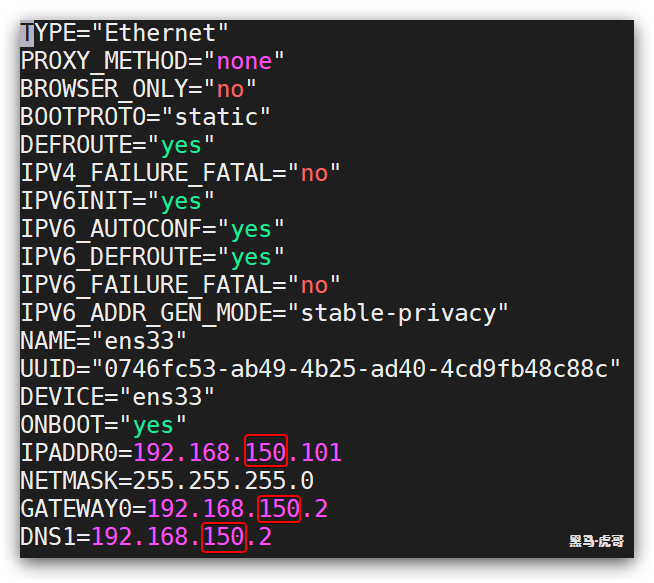 TYPE="Ethernet"
PROXY_METHOD="none"
BROWSER_ONLY="no"
BOOTPROTO="static"
DEFROUTE="yes"
IPV4_FAILURE_FATAL="no"
IPV6INIT="yes"
IPV6_AUTOCONF="yes"
IPV6_DEFROUTE="yes"
IPV6_FAILURE_FATAL="no"
IPV6_ADDR_GEN_MODE="stable-privacy"
NAME="ens33"
UUID="0746fc53-ab49-4b25-ad40-4cd9fb48c88c"
DEVICE="ens33"
ONBOOT="yes"
IPADDR0=192.168.150.101
NETMASK=255.255.255.0
GATEWAY0=192.168.150.2
DNS1=192.168.150.2
黑马·虎哥